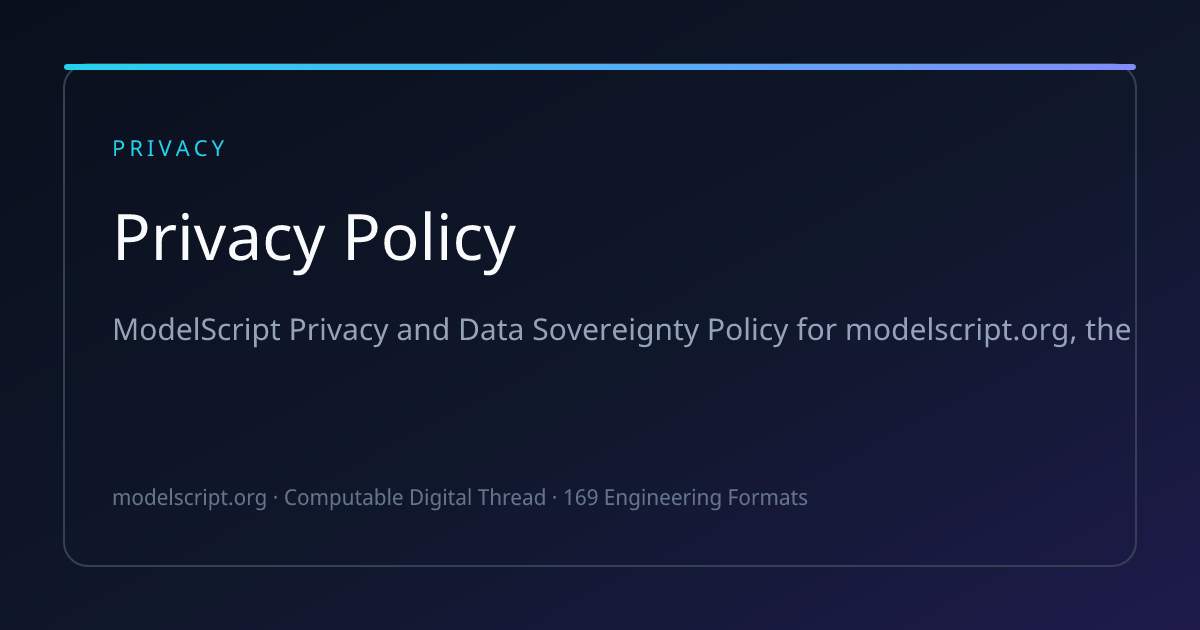 PRIVACY
Privacy Policy
ModelScript Privacy and Data Sovereignty Policy for modelscript.org, the
modelscript.org · Computable Digital Thread · 169 Engineering Formats